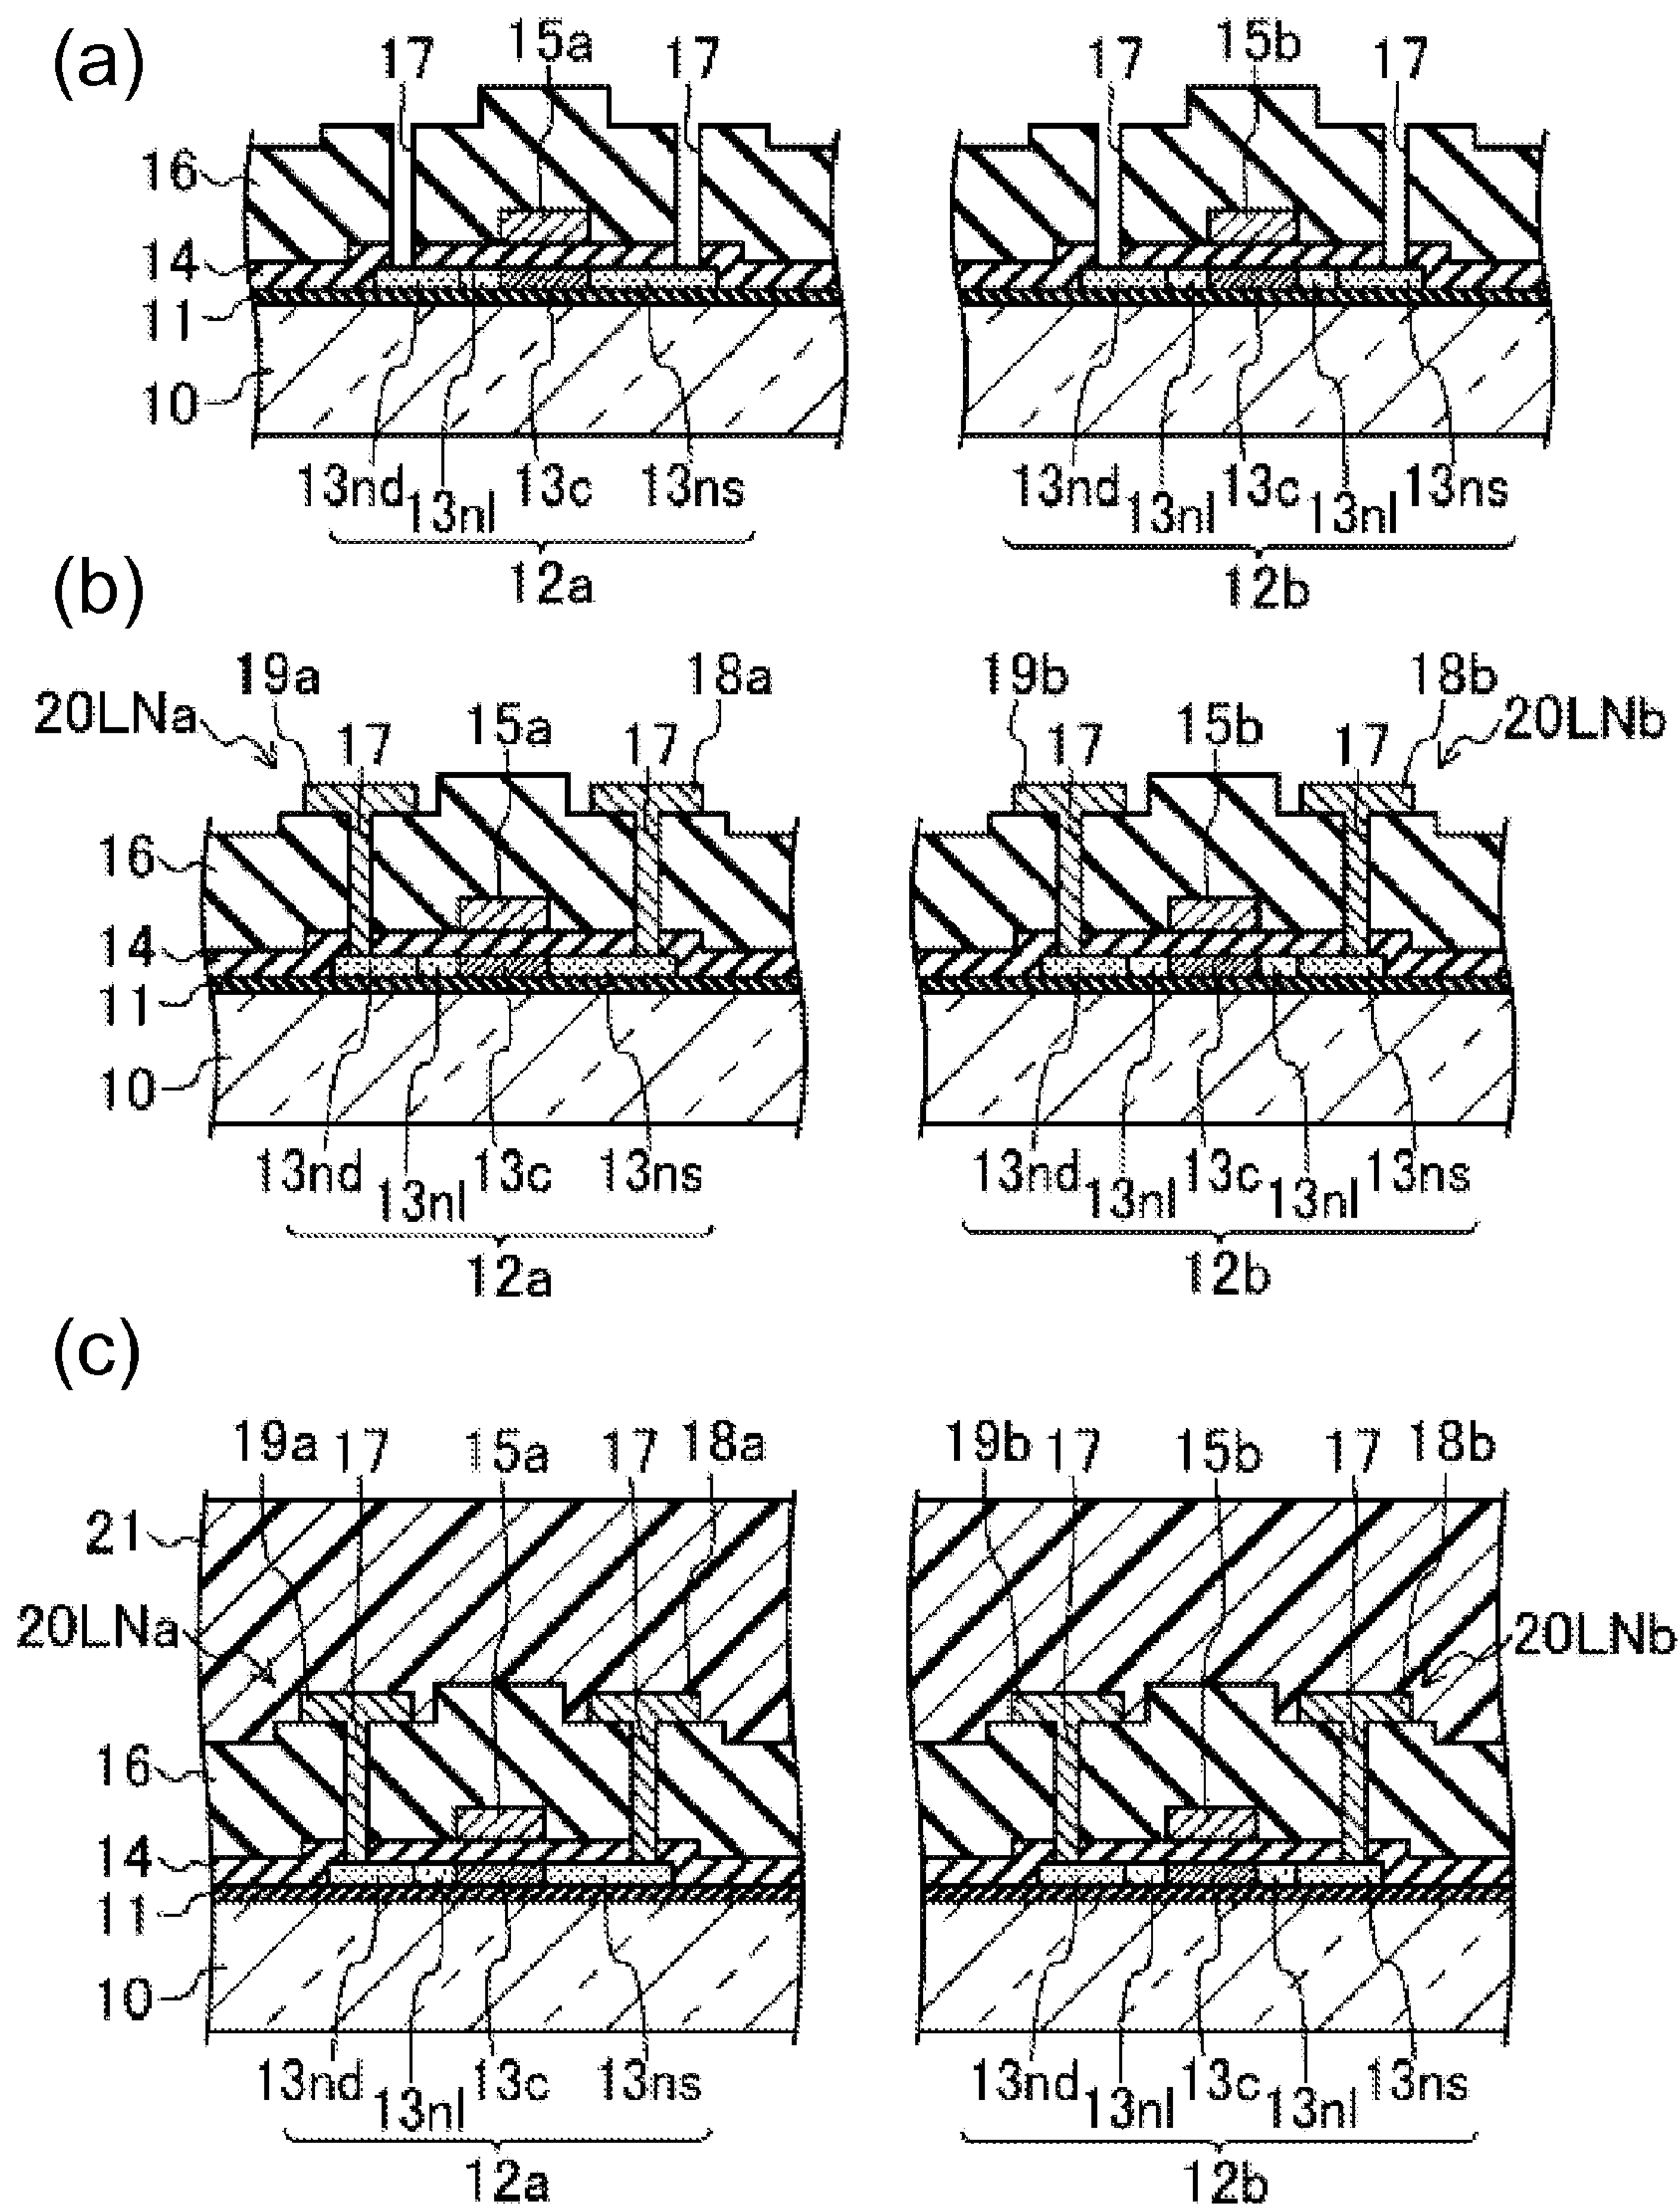 (a)
17 15a 17 17 15b 17
16
14
11
10
13nd 13c 13ns 13nd 13c 13ns
13nl 13nl 13nl
12a 12b
(b)
19a 18a 19b 18b
20LNa 17 15a 17 17 15b 17 20LNb
16
14
11
10
13nd 13c 13ns 13nd 13c 13ns
13nl 13nl 13nl
12a 12b
(c)
19a 17 15a 17 18a 19b 17 15b 17 18b
21
20LNa 20LNb
16
14
11
10
13nd 13c 13ns 13nd 13c 13ns
13nl 13nl 13nl
12a 12b